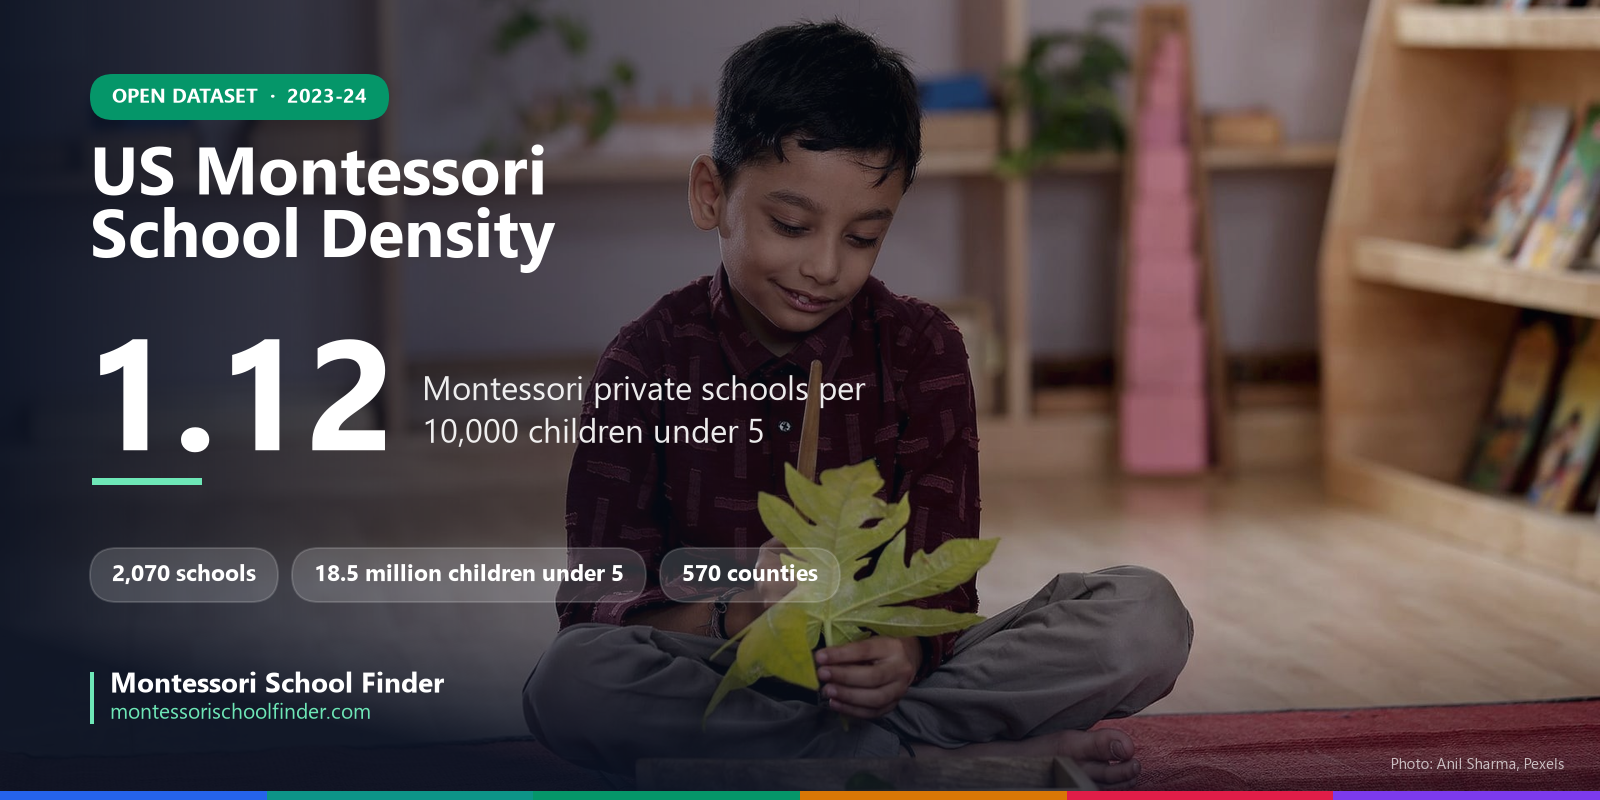 OPEN DATASET · 2023-24
US Montessori
School Density
1.12
Montessori private schools per
10,000 children under 5
2,070 schools
18.5 million children under 5
570 counties
Montessori School Finder
montessorischoolfinder.com
Photo: Anil Sharma, Pexels